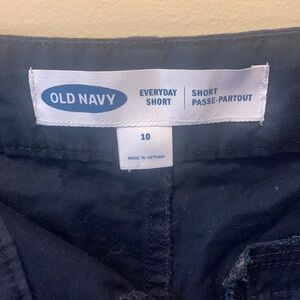 OLD NAVY
EVERYDAY SHORT
SHORT PASSE-PARTOUT
10
MADE IN VIETNAM